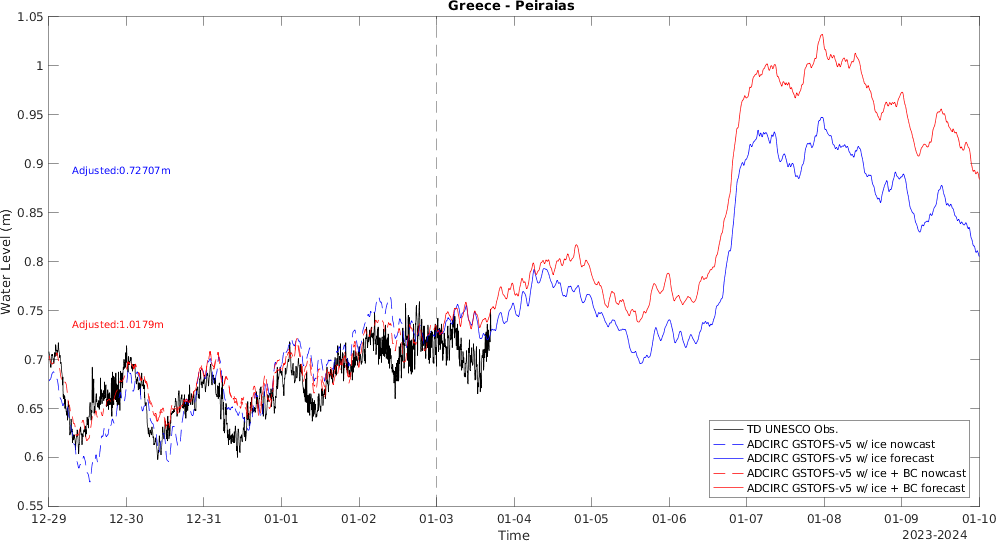 Greece - Peiraias
1.05
1
0.95
0.9
0.85
0.8
0.75
0.7
0.65
0.6
0.55
Water Level (m)
Adjusted:0.72707m
Adjusted:1.0179m
TD UNESCO Obs.
ADCIRC GSTOFS-v5 w/ ice nowcast
ADCIRC GSTOFS-v5 w/ ice forecast
ADCIRC GSTOFS-v5 w/ ice + BC nowcast
ADCIRC GSTOFS-v5 w/ ice + BC forecast
12-29 12-30 12-31 01-01 01-02 01-03 01-04 01-05 01-06 01-07 01-08 01-09 01-10
Time
2023-2024